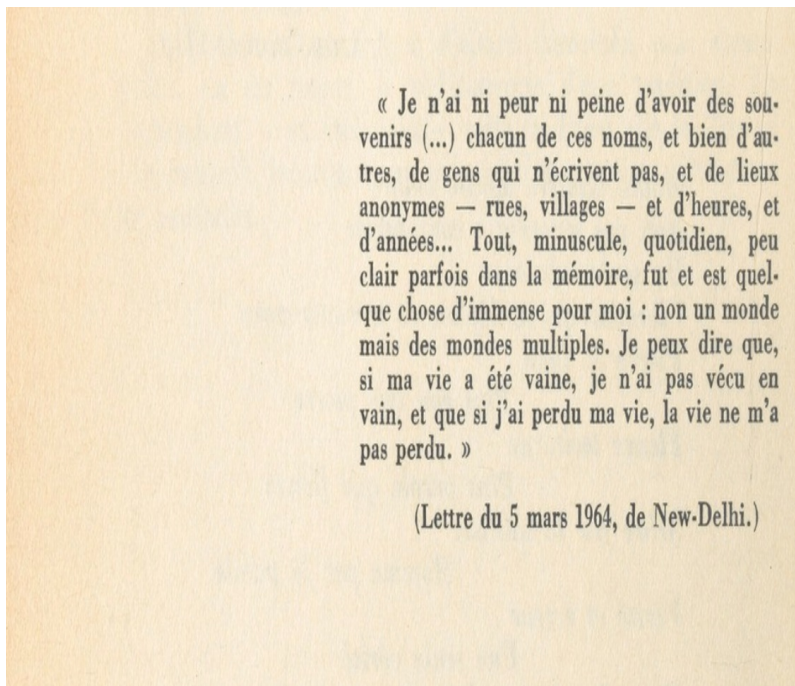 « Je n'ai ni peur ni peine d'avoir des sou-
venirs (...) chacun de ces noms, et bien d'au-
tres, de gens qui n'écrivent pas, et de lieux
anonymes — rues, villages — et d'heures, et
d'années... Tout, minuscule, quotidien, peu
clair parfois dans la mémoire, fut et est quel-
que chose d'immense pour moi : non un monde
mais des mondes multiples. Je peux dire que,
si ma vie a été vaine, je n'ai pas vécu en
vain, et que si j'ai perdu ma vie, la vie ne m'a
pas perdu. »
(Lettre du 5 mars 1964, de New-Delhi.)